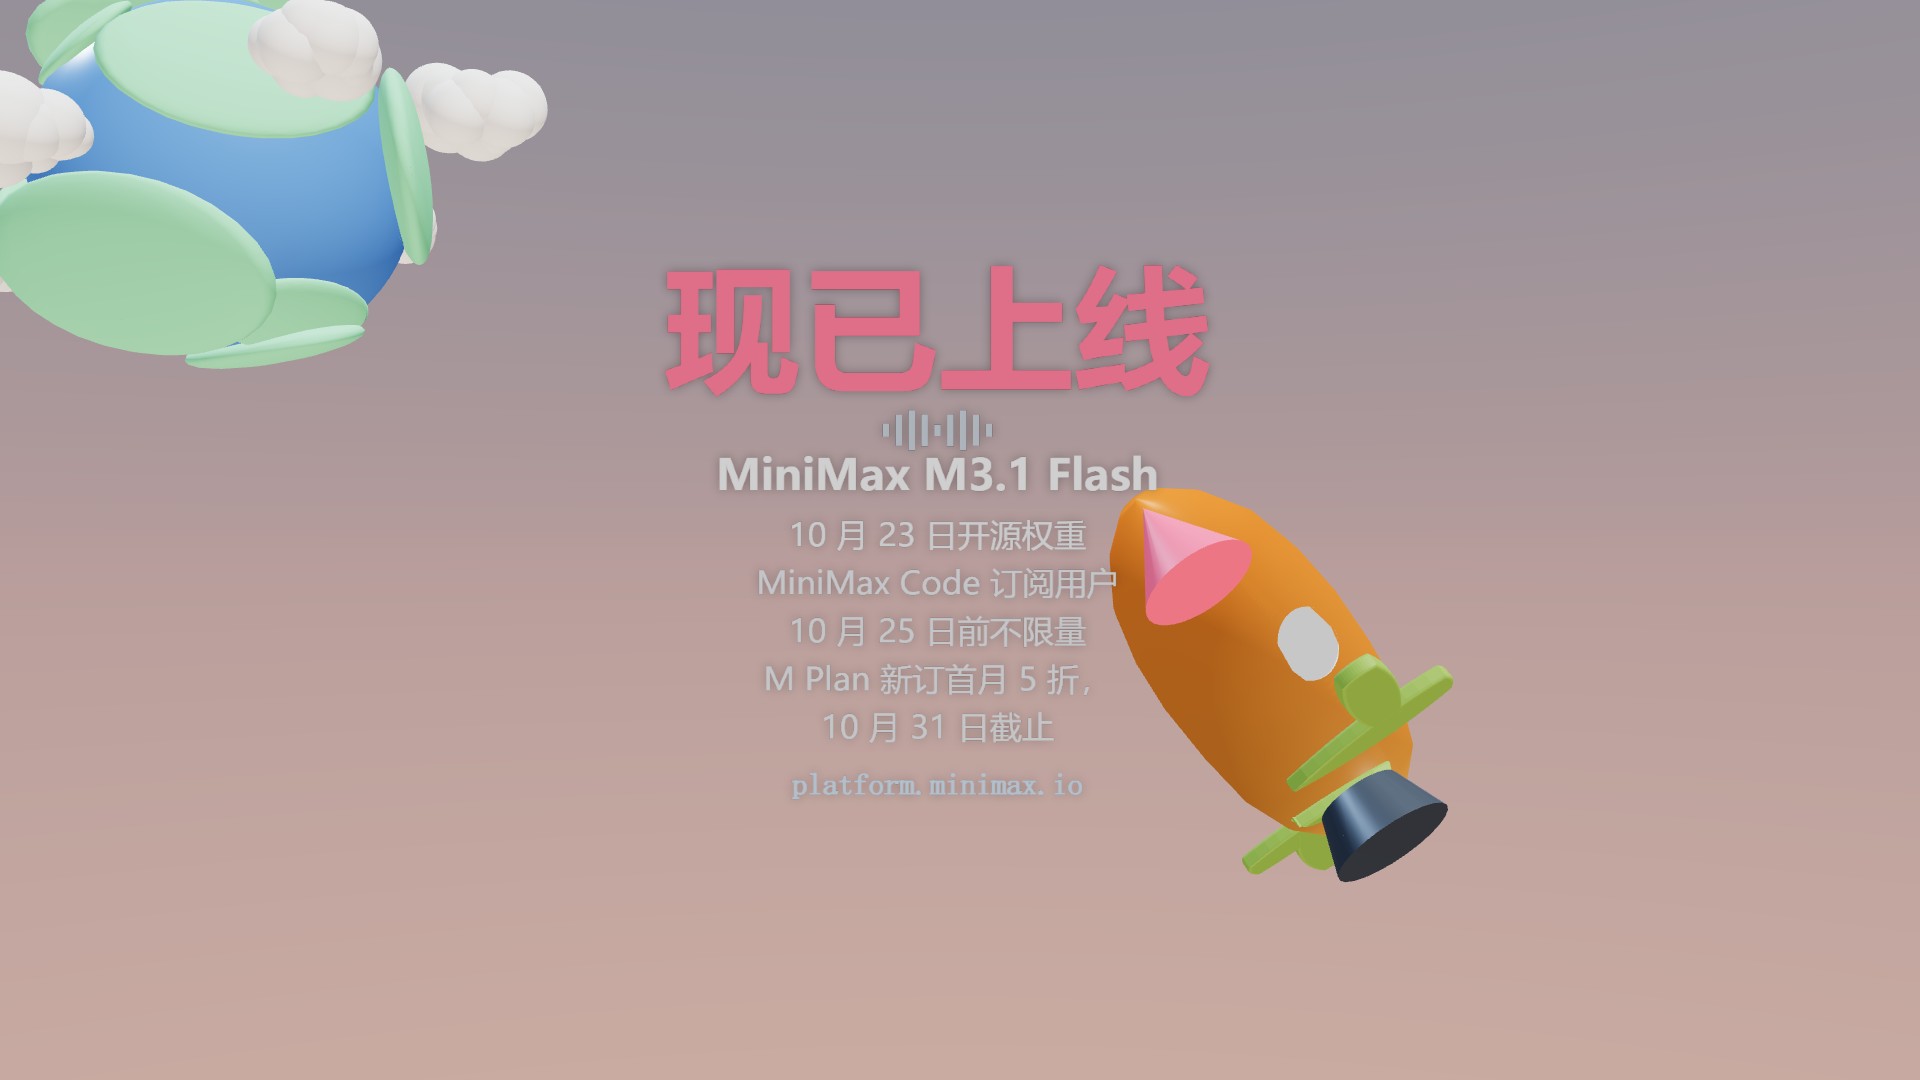 现已上线
MiniMax M3.1 Flash
10 月 23 日开源权重
MiniMax Code 订阅用户
10 月 25 日前不限量
M Plan 新订首月 5 折，
10 月 31 日截止
platform.minimax.io